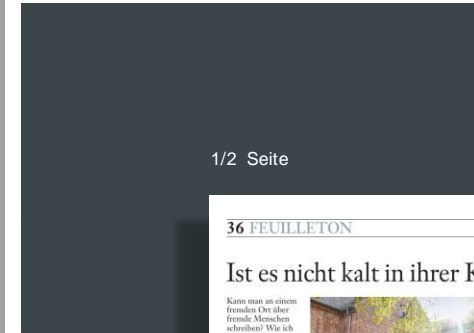 1/2 Seite
36 FEUILLETON
Ist es nicht kalt in ihrer K
Kann man an einem
fremden Ort über
fremde Menschen
schreiben? Wie ich